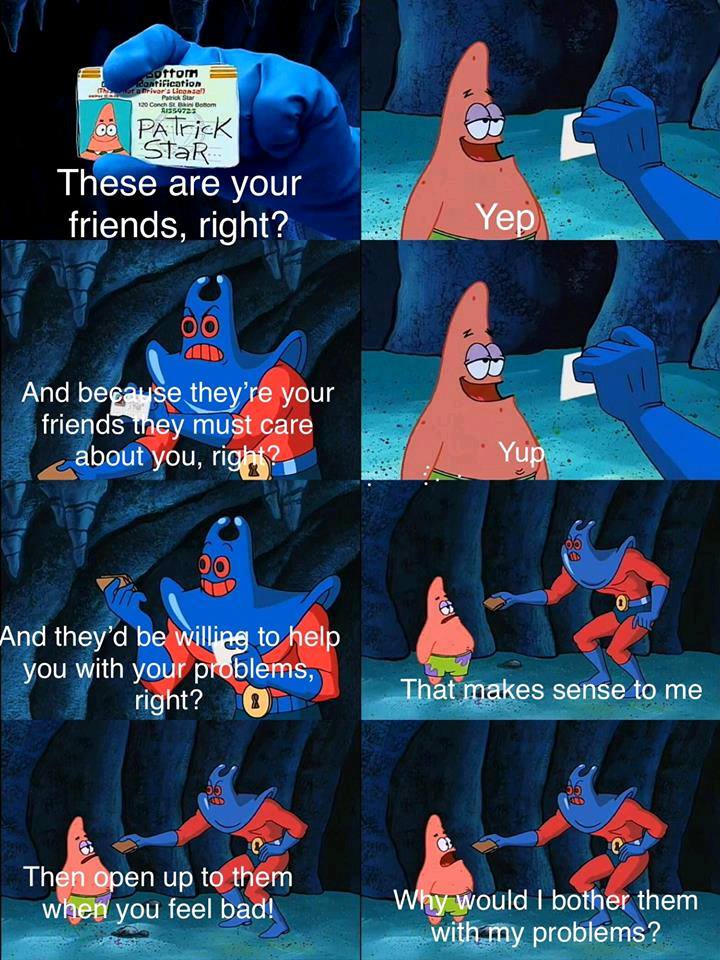 Bottom
Identification
Patrick Star
120 Conch St. Bikini Bottom
PATRICK
STAR
These are your
friends, right?
Yep
And because they're your
friends they must care
about you, right?
Yup
And they'd be willing to help
you with your problems,
right?
That makes sense to me
Then open up to them
when you feel bad!
Why would I bother them
with my problems?